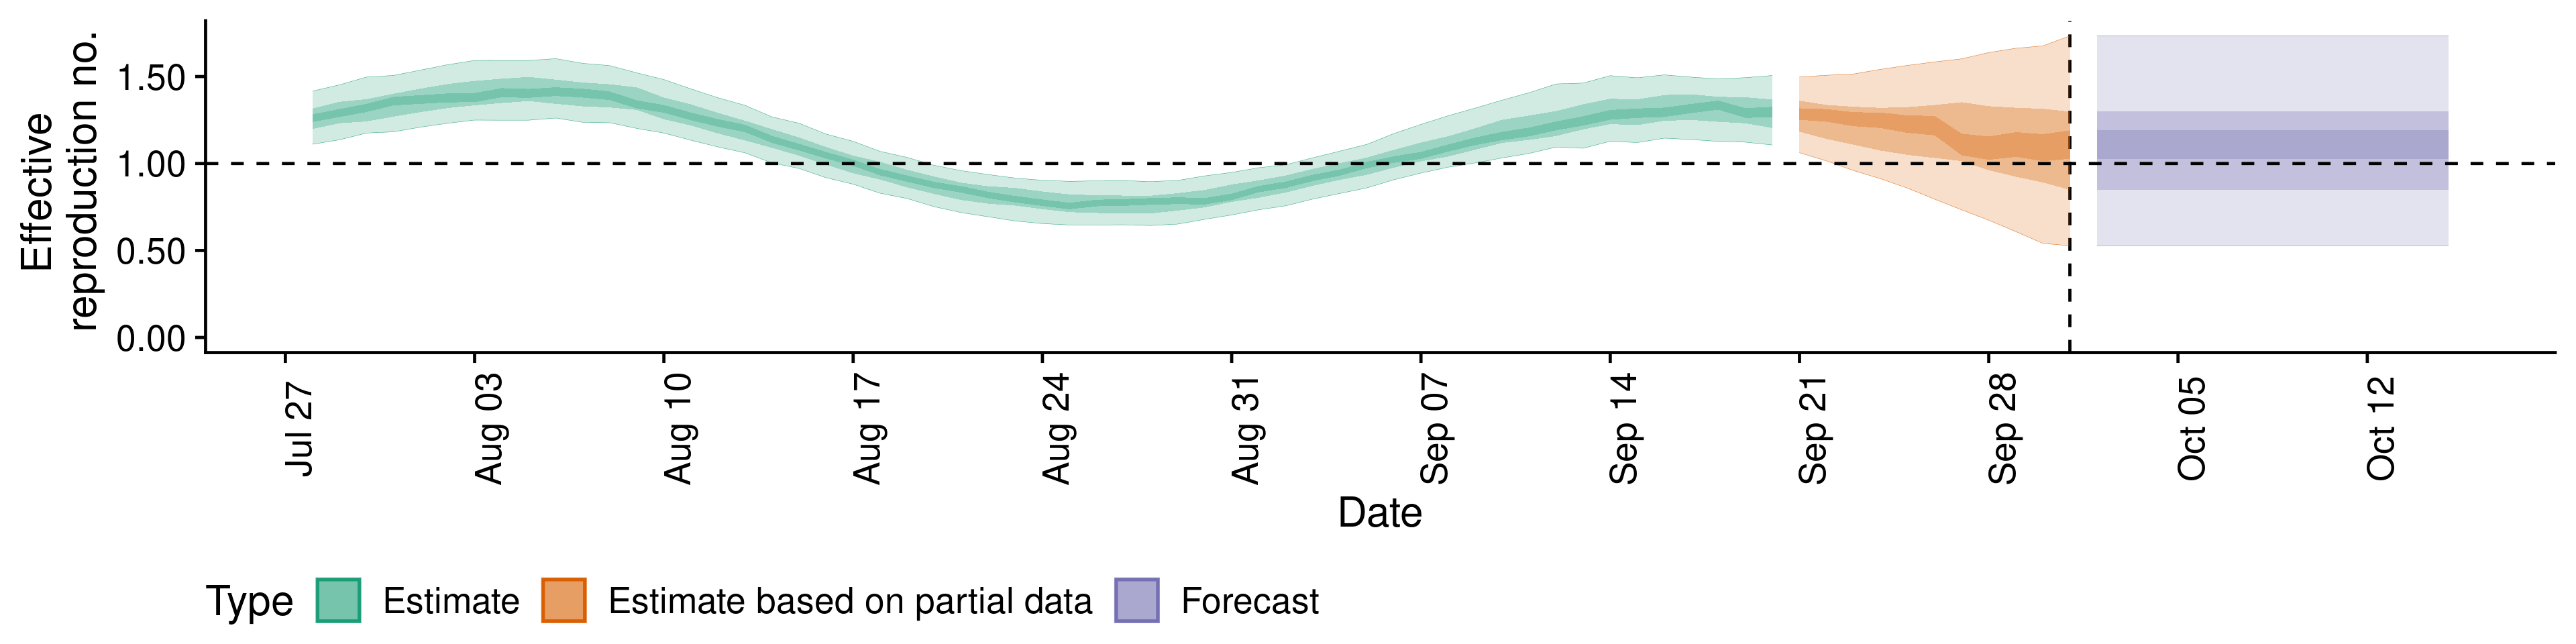 Effective
reproduction no.
1.50
1.00
0.50
0.00
Jul 27
Aug 03
Aug 10
Aug 17
Aug 24
Aug 31
Sep 07
Sep 14
Sep 21
Sep 28
Oct 05
Oct 12
Date
Type Estimate Estimate based on partial data Forecast